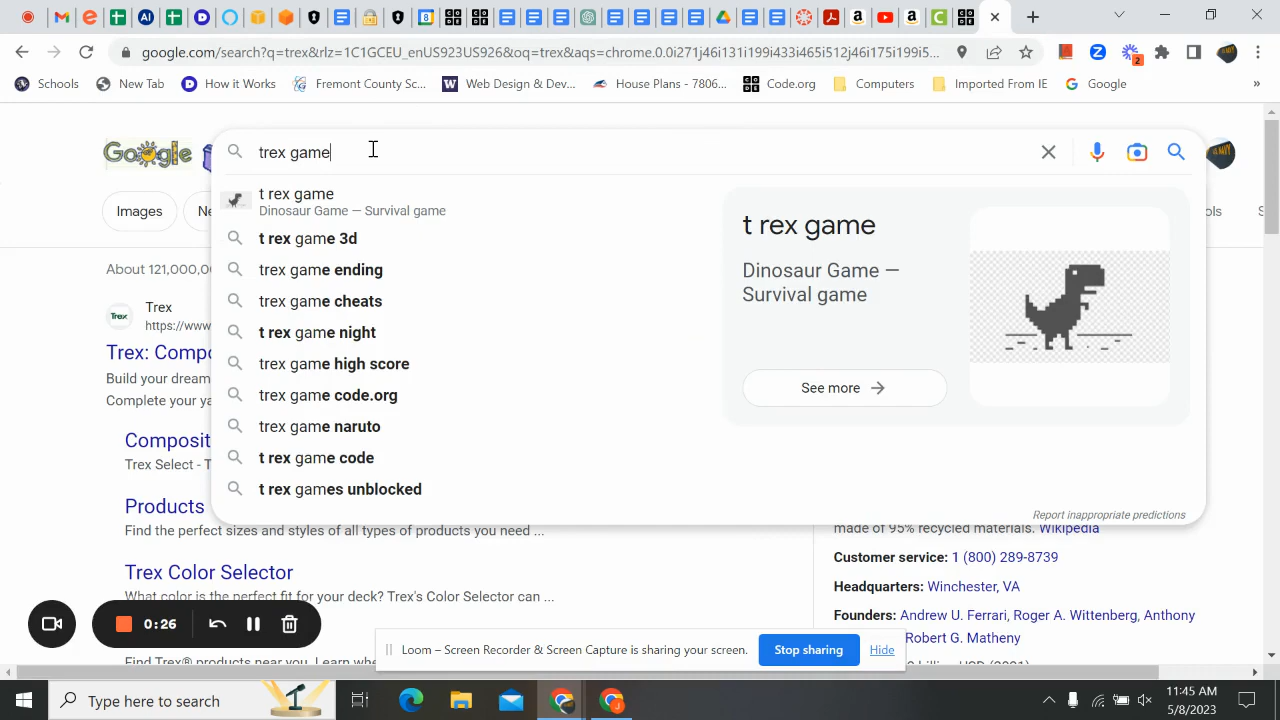 google.com/search?q=trex&rlz=1C1GCEU_enUS923US926&oq=trex&aqs=chrome.0.0i271j46i131i199i433i465i512j46i175i199i5...
Schools
New Tab
How it Works
Fremont County Sc...
Web Design & Dev...
House Plans - 7806...
Code.org
Computers
Imported From IE
Google
»
Google
trex game
t rex game
Dinosaur Game — Survival game
t rex game 3d
trex game ending
trex game cheats
t rex game night
trex game high score
trex game code.org
trex game naruto
t rex game code
t rex games unblocked
t rex game
Dinosaur Game —
Survival game
See more
Report inappropriate predictions
Images
Ne
ols
About 121,000,0
Trex
Trex
https://www
Trex: Compo
Build your dream
Complete your ya
Composit
Trex Select - T
Products
Find the perfect sizes and styles of all types of products you need ...
Trex Color Selector
What color is the perfect fit for your deck? Trex's Color Selector can ...
made of 95% recycled materials. Wikipedia
Customer service: 1 (800) 289-8739
Headquarters: Winchester, VA
Founders: Andrew U. Ferrari, Roger A. Wittenberg, Anthony
Robert G. Matheny
0:26
Loom – Screen Recorder & Screen Capture is sharing your screen.
Stop sharing
Hide
Type here to search
11:45 AM
5/8/2023